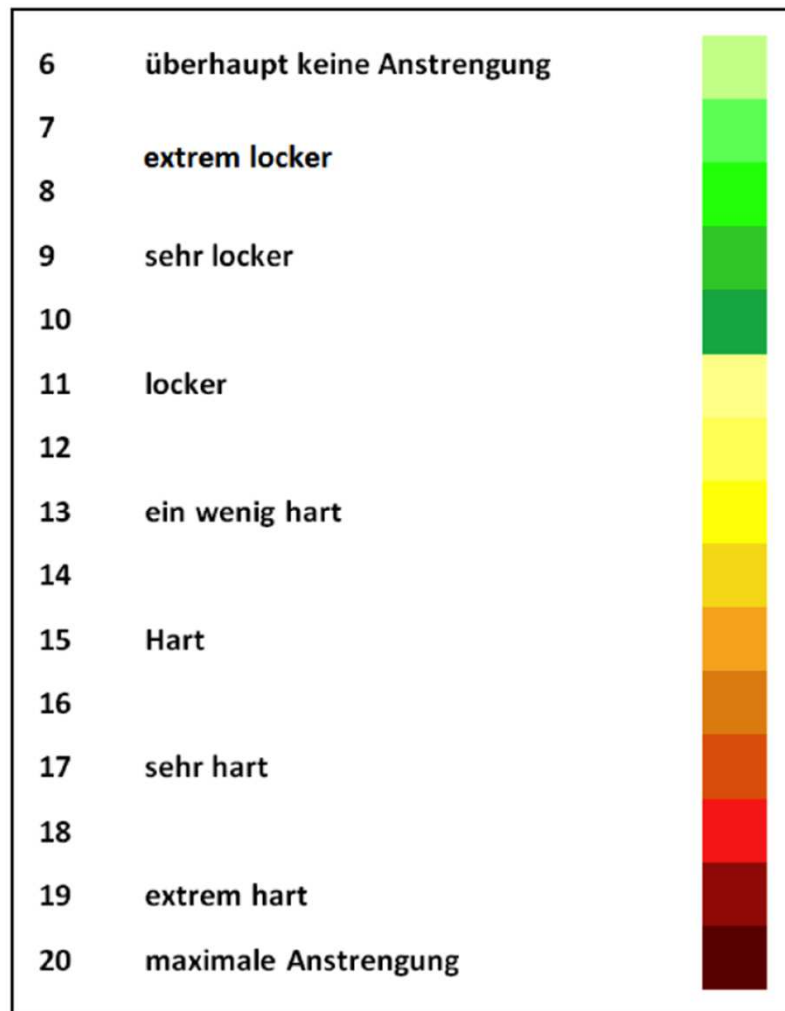 6 überhaupt keine Anstrengung
7
extrem locker
8
9 sehr locker
10
11 locker
12
13 ein wenig hart
14
15 Hart
16
17 sehr hart
18
19 extrem hart
20 maximale Anstrengung